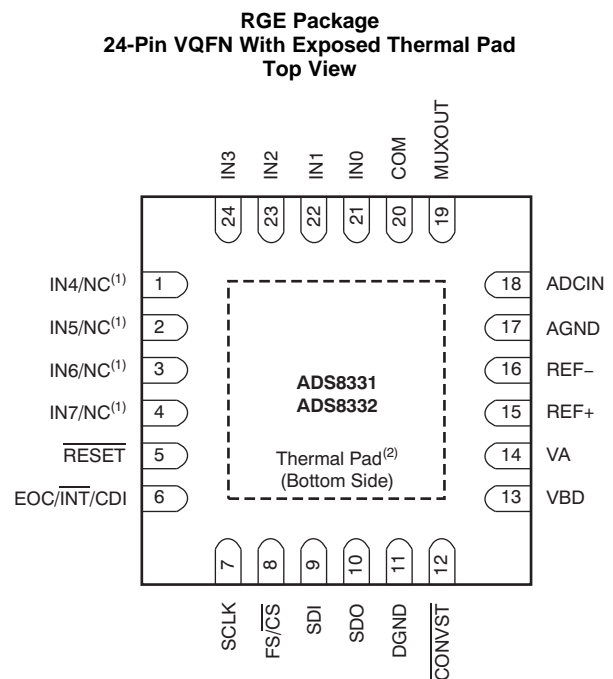 RGE Package
24-Pin VQFN With Exposed Thermal Pad
Top View
IN3
IN2
IN1
IN0
COM
MUXOUT
24
23
22
21
20
19
IN4/NC(1) 1
IN5/NC(1) 2
IN6/NC(1) 3
IN7/NC(1) 4
RESET 5
EOC/INT/CDI 6
18 ADCIN
17 AGND
16 REF−
15 REF+
14 VA
13 VBD
ADS8331
ADS8332
Thermal Pad(2)
(Bottom Side)
7
8
9
10
11
12
SCLK
FS/CS
SDI
SDO
DGND
CONVST